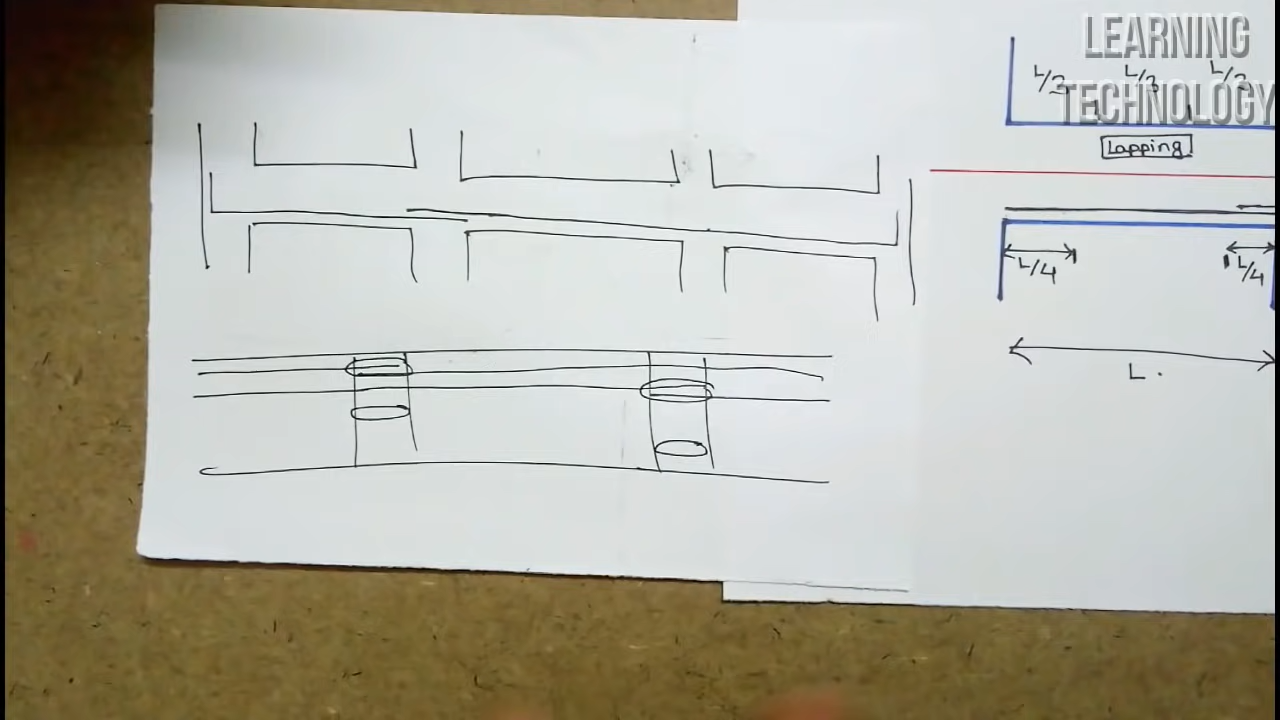 LEARNING
TECHNOLOGY
L/3 L/3 L/3
Lapping
L/4 L/4
L.